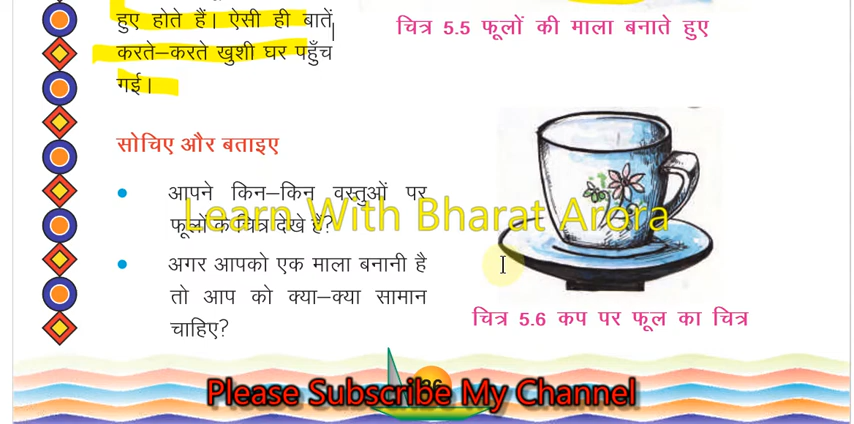 हुए होते हैं। ऐसी ही बातें
करते–करते खुशी घर पहुँच
गई।
चित्र 5.5 फूलों की माला बनाते हुए
सोचिए और बताइए
• आपने किन–किन वस्तुओं पर
फूलों के चित्र देखे हैं?
• अगर आपको एक माला बनानी है
तो आप को क्या–क्या सामान
चाहिए?
चित्र 5.6 कप पर फूल का चित्र
Learn With Bharat Arora
Please Subscribe My Channel